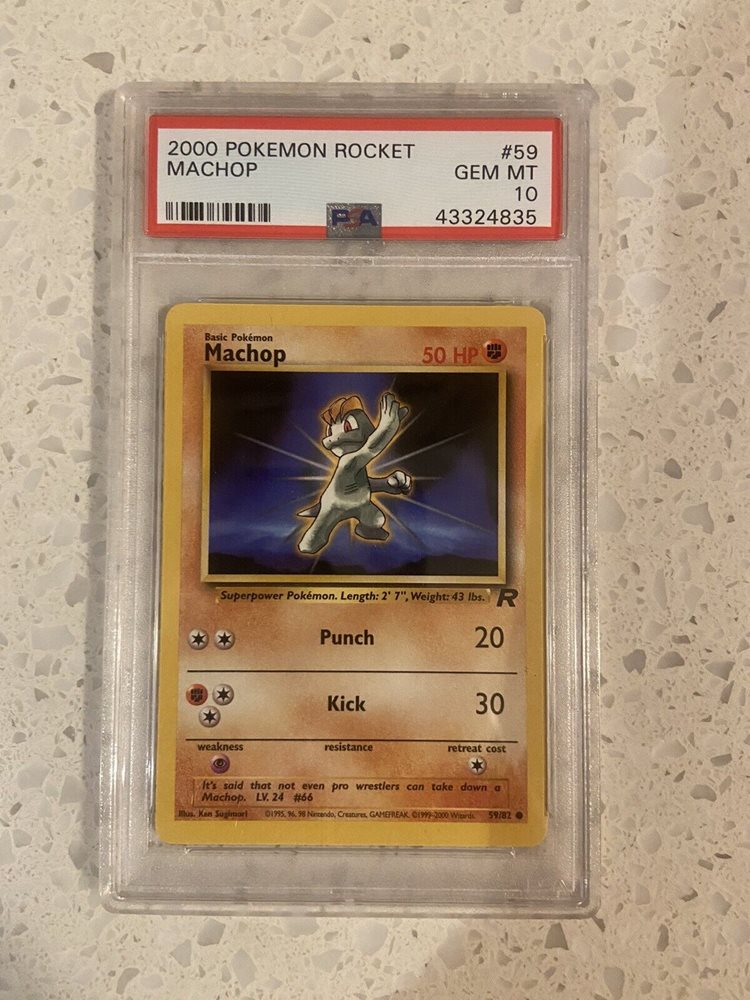 2000 POKEMON ROCKET #59
MACHOP GEM MT
10
43324835
PSA
Basic Pokémon
Machop 50 HP
Superpower Pokémon. Length: 2' 7", Weight: 43 lbs. R
Punch 20
Kick 30
weakness resistance retreat cost
It's said that not even pro wrestlers can take down a
Machop. LV. 24 #66
Illus. Ken Sugimori ©1995, 96, 98 Nintendo, Creatures, GAMEFREAK. ©1999-2000 Wizards. 59/82